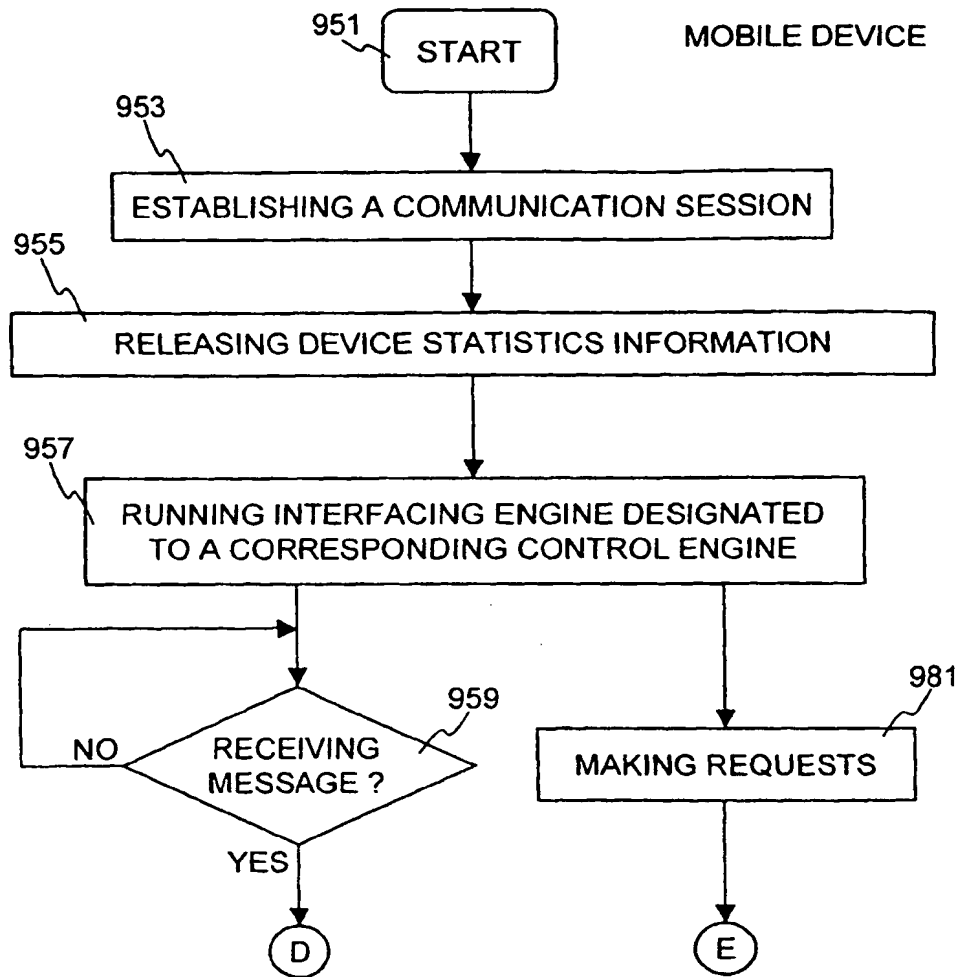 951
START
MOBILE DEVICE
953
ESTABLISHING A COMMUNICATION SESSION
955
RELEASING DEVICE STATISTICS INFORMATION
957
RUNNING INTERFACING ENGINE DESIGNATED
TO A CORRESPONDING CONTROL ENGINE
959
RECEIVING
MESSAGE ?
NO
YES
D
981
MAKING REQUESTS
E